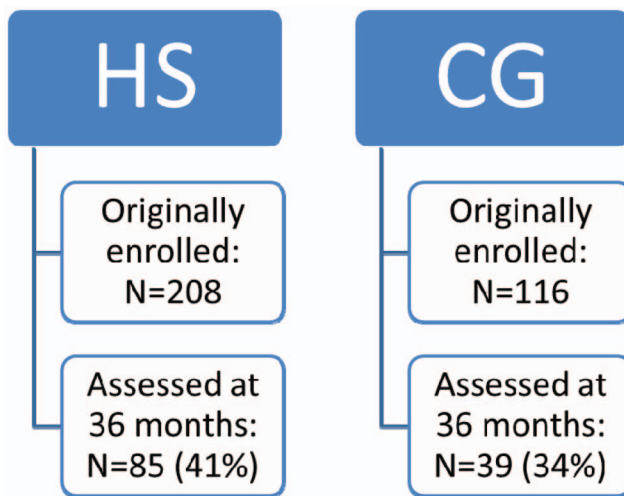 HS
Originally
enrolled:
N=208
Assessed at
36 months:
N=85 (41%)
CG
Originally
enrolled:
N=116
Assessed at
36 months:
N=39 (34%)